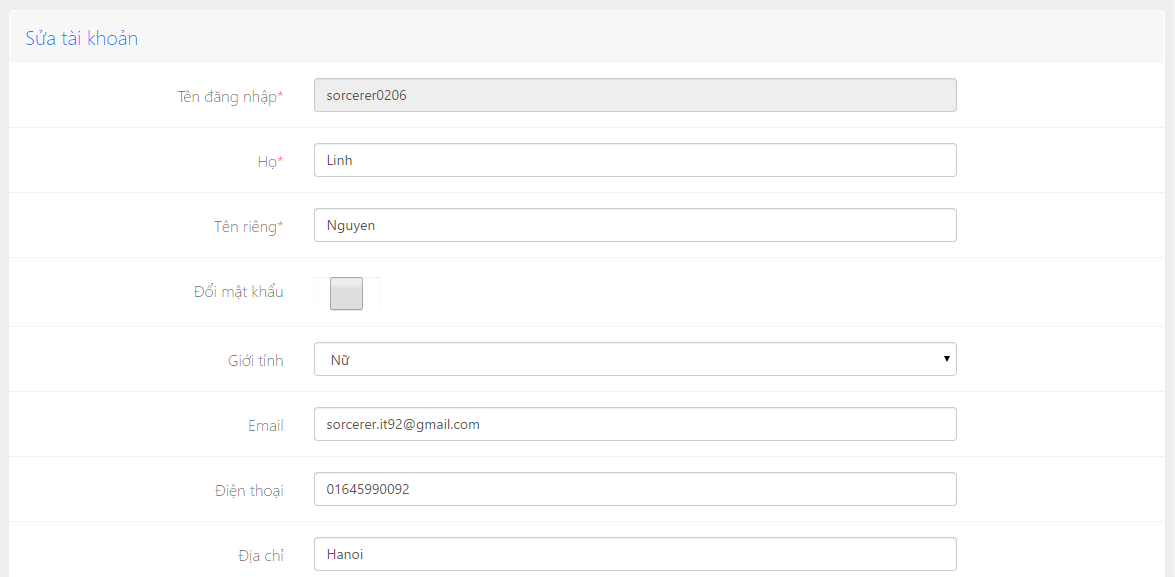 Sửa tài khoản
Tên đăng nhập* sorcerer0206
Họ* Linh
Tên riêng* Nguyen
Đổi mật khẩu
Giới tính Nữ
Email sorcerer.it92@gmail.com
Điện thoại 01645990092
Địa chỉ Hanoi